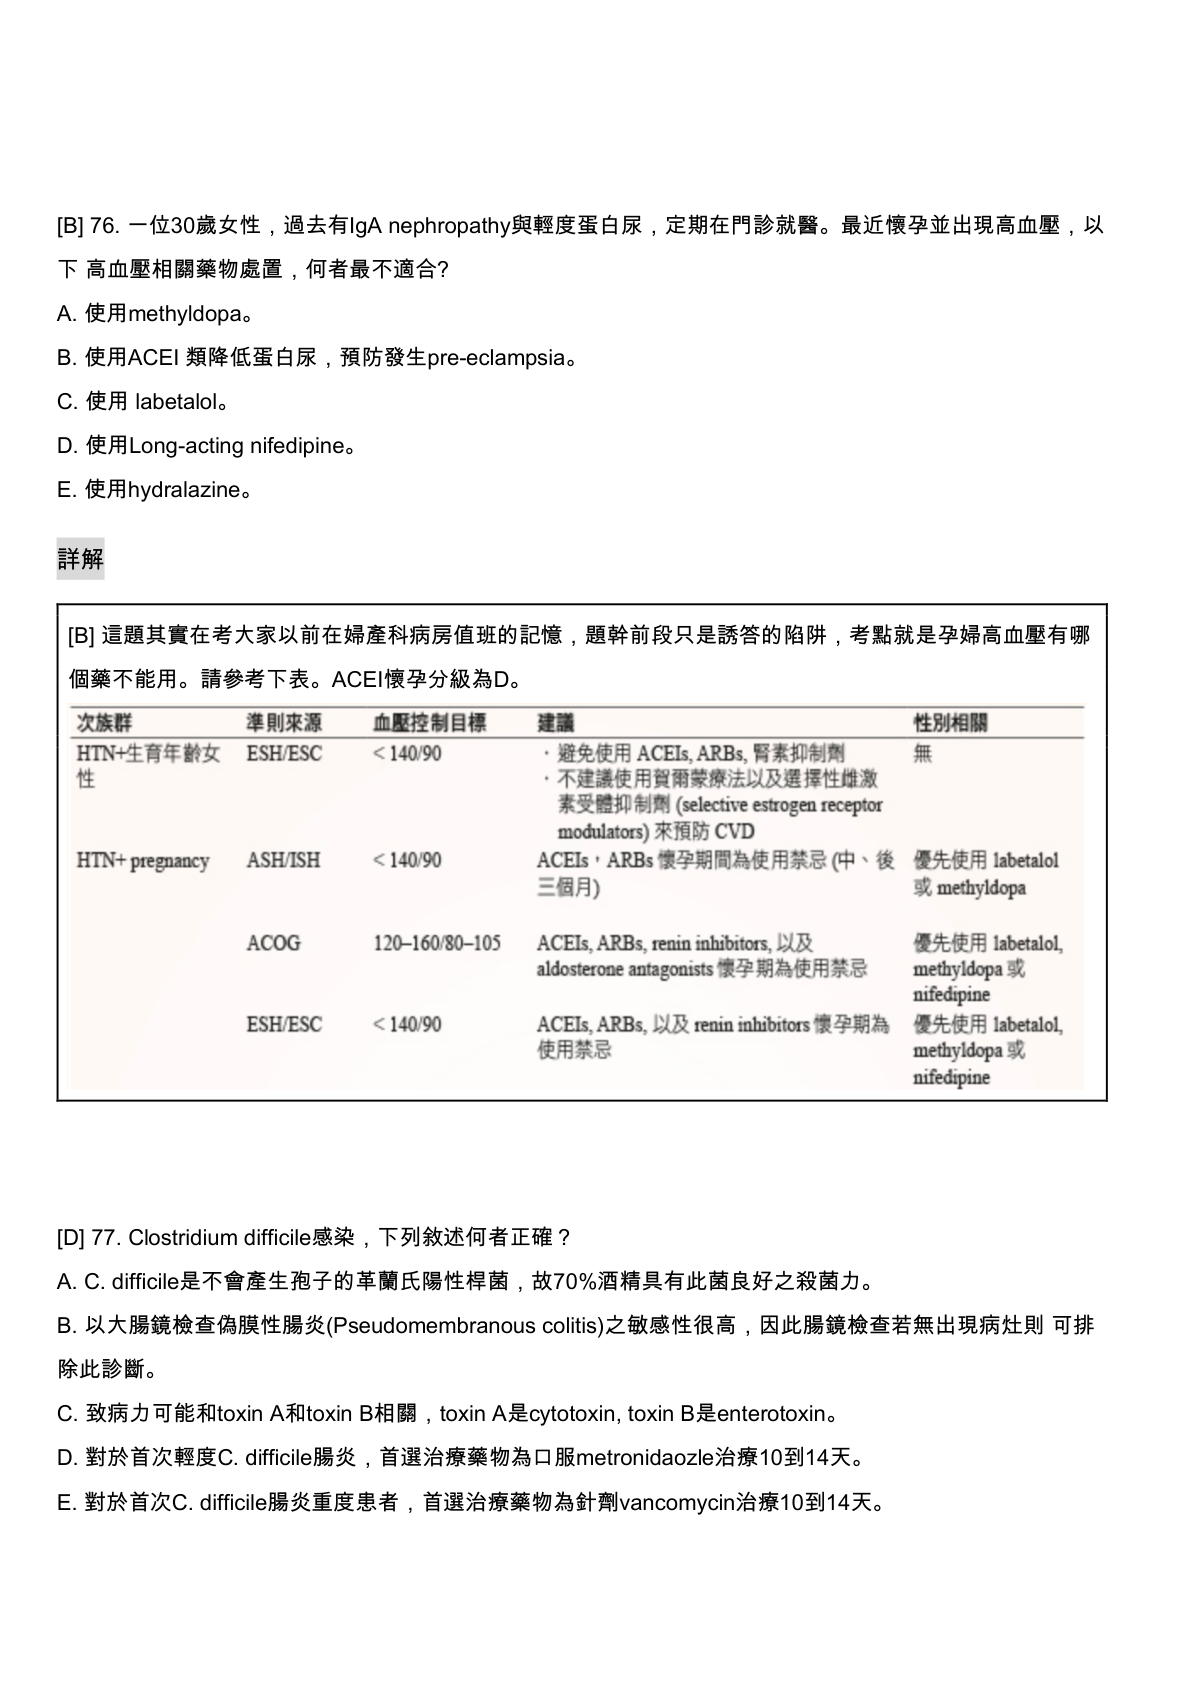 [B] 76. 一位30歲女性，過去有IgA nephropathy與輕度蛋白尿，定期在門診就醫。最近懷孕並出現高血壓，以
下 高血壓相關藥物處置，何者最不適合?
A. 使用methyldopa。
B. 使用ACEI 類降低蛋白尿，預防發生pre-eclampsia。
C. 使用 labetalol。
D. 使用Long-acting nifedipine。
E. 使用hydralazine。
詳解
[B] 這題其實在考大家以前在婦產科病房值班的記憶，題幹前段只是誘答的陷阱，考點就是孕婦高血壓有哪
個藥不能用。請參考下表。ACEI懷孕分級為D。
次族群 準則來源 血壓控制目標 建議 性別相關
HTN+生育年齡女 ESH/ESC < 140/90 · 避免使用 ACEIs, ARBs, 腎素抑制劑 無
性 · 不建議使用賀爾蒙療法以及選擇性雌激
素受體抑制劑 (selective estrogen receptor
modulators) 來預防 CVD
HTN+ pregnancy ASH/ISH < 140/90 ACEIs，ARBs 懷孕期間為使用禁忌 (中、後 優先使用 labetalol
三個月) 或 methyldopa
ACOG 120–160/80–105 ACEIs, ARBs, renin inhibitors, 以及 優先使用 labetalol,
aldosterone antagonists 懷孕期為使用禁忌 methyldopa 或
nifedipine
ESH/ESC < 140/90 ACEIs, ARBs, 以及 renin inhibitors 懷孕期為 優先使用 labetalol,
使用禁忌 methyldopa 或
nifedipine
[D] 77. Clostridium difficile感染，下列敘述何者正確？
A. C. difficile是不會產生孢子的革蘭氏陽性桿菌，故70%酒精具有此菌良好之殺菌力。
B. 以大腸鏡檢查偽膜性腸炎(Pseudomembranous colitis)之敏感性很高，因此腸鏡檢查若無出現病灶則 可排
除此診斷。
C. 致病力可能和toxin A和toxin B相關，toxin A是cytotoxin, toxin B是enterotoxin。
D. 對於首次輕度C. difficile腸炎，首選治療藥物為口服metronidaozle治療10到14天。
E. 對於首次C. difficile腸炎重度患者，首選治療藥物為針劑vancomycin治療10到14天。